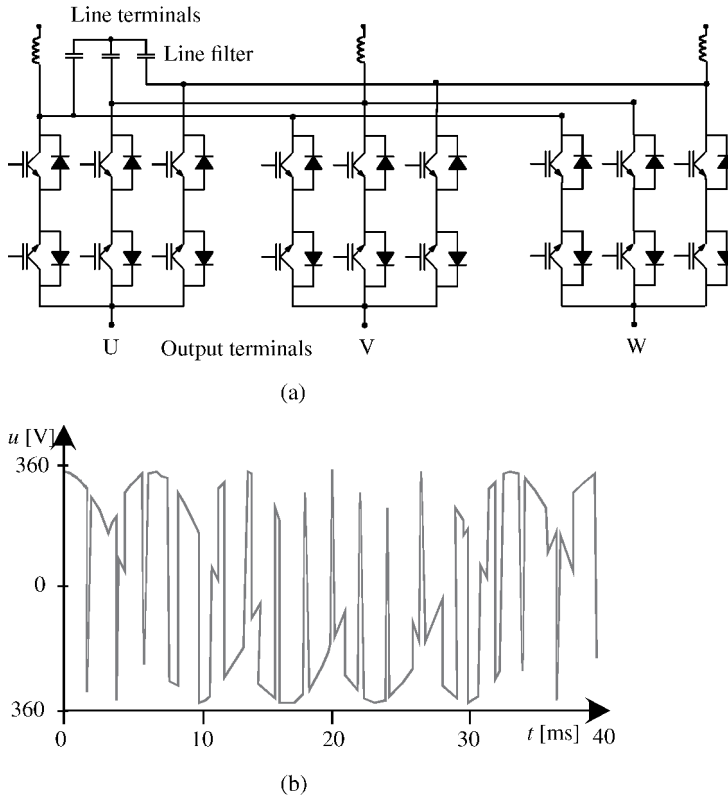 Line terminals
Line filter
U
Output terminals
V
W
(a)
u [V]
360
0
360
0
10
20
30
t [ms]
40
(b)